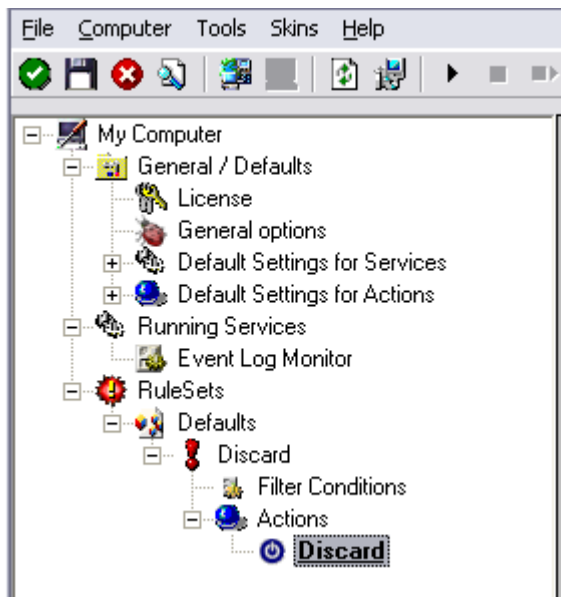 File Computer Tools Skins Help
My Computer
General / Defaults
License
General options
Default Settings for Services
Default Settings for Actions
Running Services
Event Log Monitor
RuleSets
Defaults
Discard
Filter Conditions
Actions
Discard